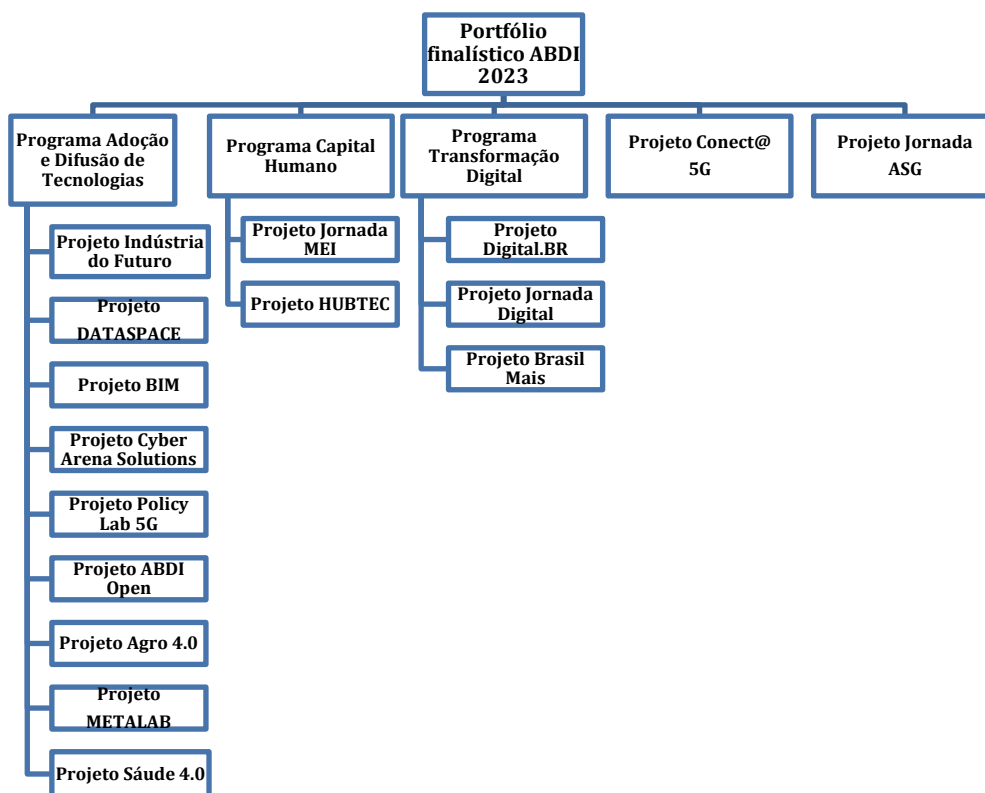 Portfólio
finalístico ABDI
2023
Programa Adoção
e Difusão de
Tecnologias
Projeto Indústria
do Futuro
Projeto
DATASPACE
Projeto BIM
Projeto Cyber
Arena Solutions
Projeto Policy
Lab 5G
Projeto ABDI
Open
Projeto Agro 4.0
Projeto
METALAB
Projeto Sáude 4.0
Programa Capital
Humano
Projeto Jornada
MEI
Projeto HUBTEC
Programa
Transformação
Digital
Projeto
Digital.BR
Projeto Jornada
Digital
Projeto Brasil
Mais
Projeto Conect@
5G
Projeto Jornada
ASG